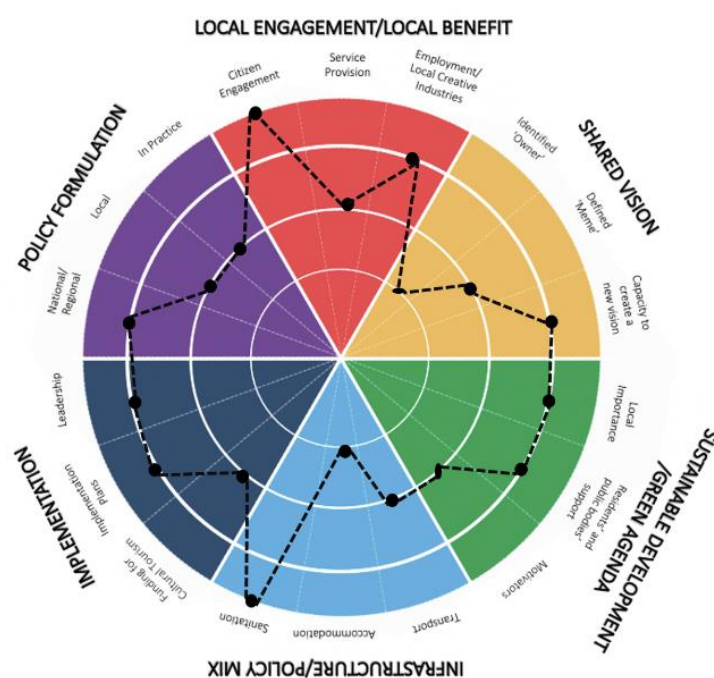 LOCAL ENGAGEMENT/LOCAL BENEFIT
Citizen
Engagement
Service
Provision
Employment/
Local Creative
Industries
SHARED VISION
Identified
‘Owner’
Defined
‘Meme’
Capacity to
create a
new vision
SUSTAINABLE DEVELOPMENT
/GREEN AGENDA
Local
Importance
Residents’ and
public bodies’
support
Motivators
INFRASTRUCTURE/POLICY MIX
Transport
Accommodation
Sanitation
IMPLEMENTATION
Funding for
Cultural Tourism
Implementation
Plans
Leadership
POLICY FORMULATION
National/
Regional
Local
In Practice